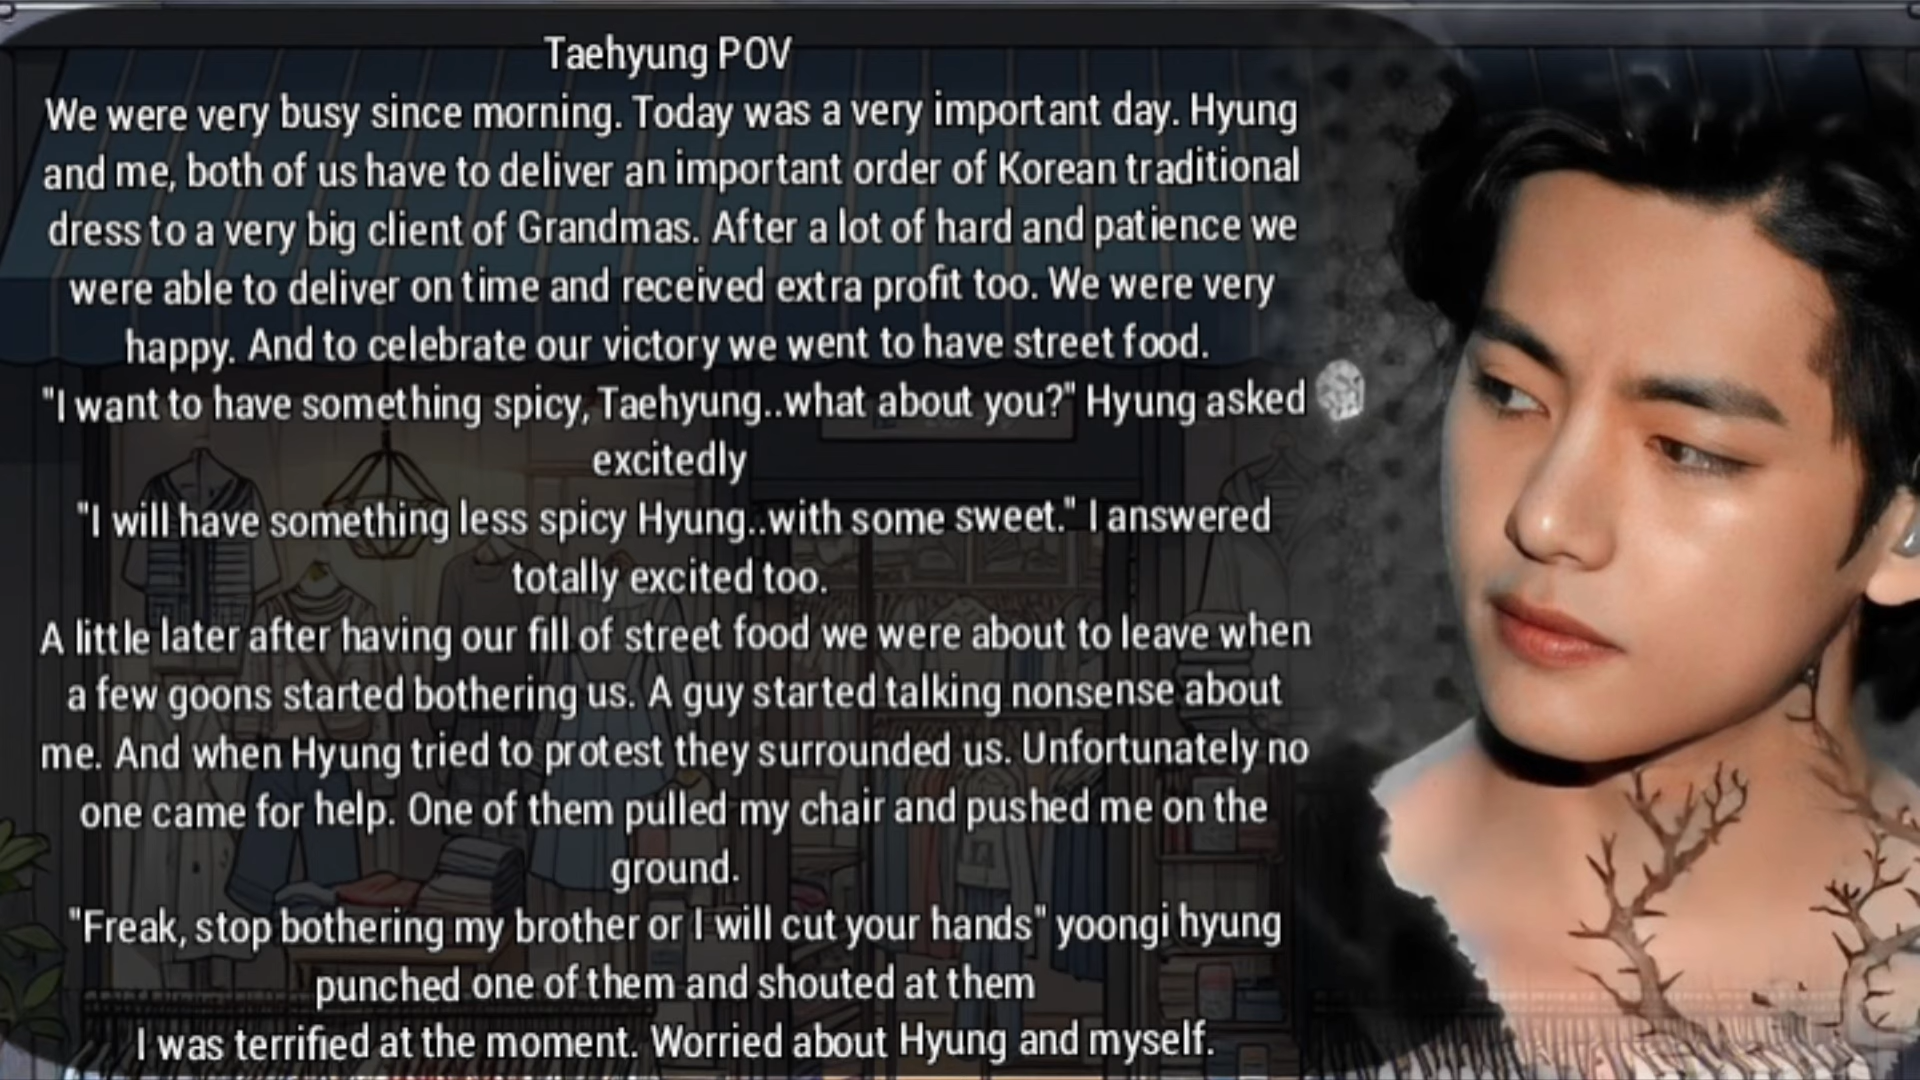 Taehyung POV
We were very busy since morning. Today was a very important day. Hyung
and me, both of us have to deliver an important order of Korean traditional
dress to a very big client of Grandmas. After a lot of hard and patience we
were able to deliver on time and received extra profit too. We were very
happy. And to celebrate our victory we went to have street food.
"I want to have something spicy, Taehyung..what about you?" Hyung asked
excitedly
"I will have something less spicy Hyung..with some sweet." I answered
totally excited too.
A little later after having our fill of street food we were about to leave when
a few goons started bothering us. A guy started talking nonsense about
me. And when Hyung tried to protest they surrounded us. Unfortunately no
one came for help. One of them pulled my chair and pushed me on the
ground.
"Freak, stop bothering my brother or I will cut your hands" yoongi hyung
punched one of them and shouted at them
I was terrified at the moment. Worried about Hyung and myself.